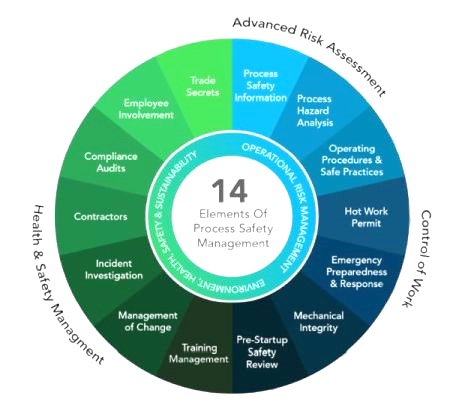 Advanced Risk Assessment
Process
Safety
Information
Process
Hazard
Analysis
Operating
Procedures &
Safe Practices
Hot Work
Permit
Control of Work
Emergency
Preparedness
& Response
Mechanical
Integrity
Pre-Startup
Safety
Review
Training
Management
Management
of Change
Incident
Investigation
Health & Safety Managment
Contractors
Compliance
Audits
Employee
Involvement
Trade
Secrets
OPERATIONAL RISK MANAGEMENT
ENVIRONMENT, HEALTH, SAFETY & SUSTAINABILITY
14
Elements Of
Process Safety
Management